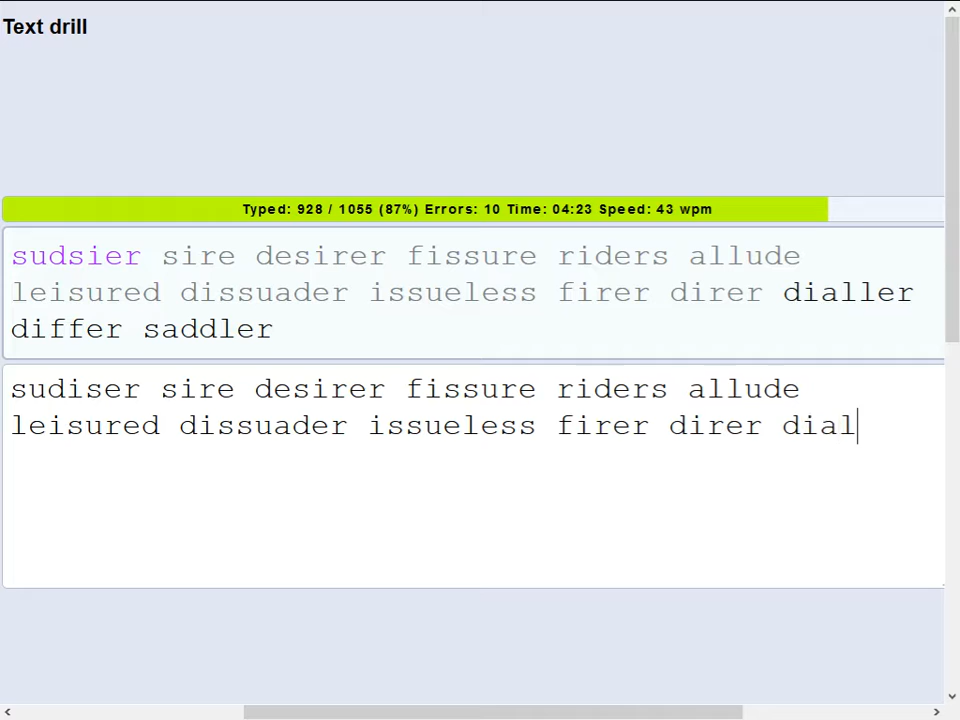 Text drill
Typed: 928 / 1055 (87%) Errors: 10 Time: 04:23 Speed: 43 wpm
sudsier sire desirer fissure riders allude
leisured dissuader issueless firer direr dialler
differ saddler
sudiser sire desirer fissure riders allude
leisured dissuader issueless firer direr dial